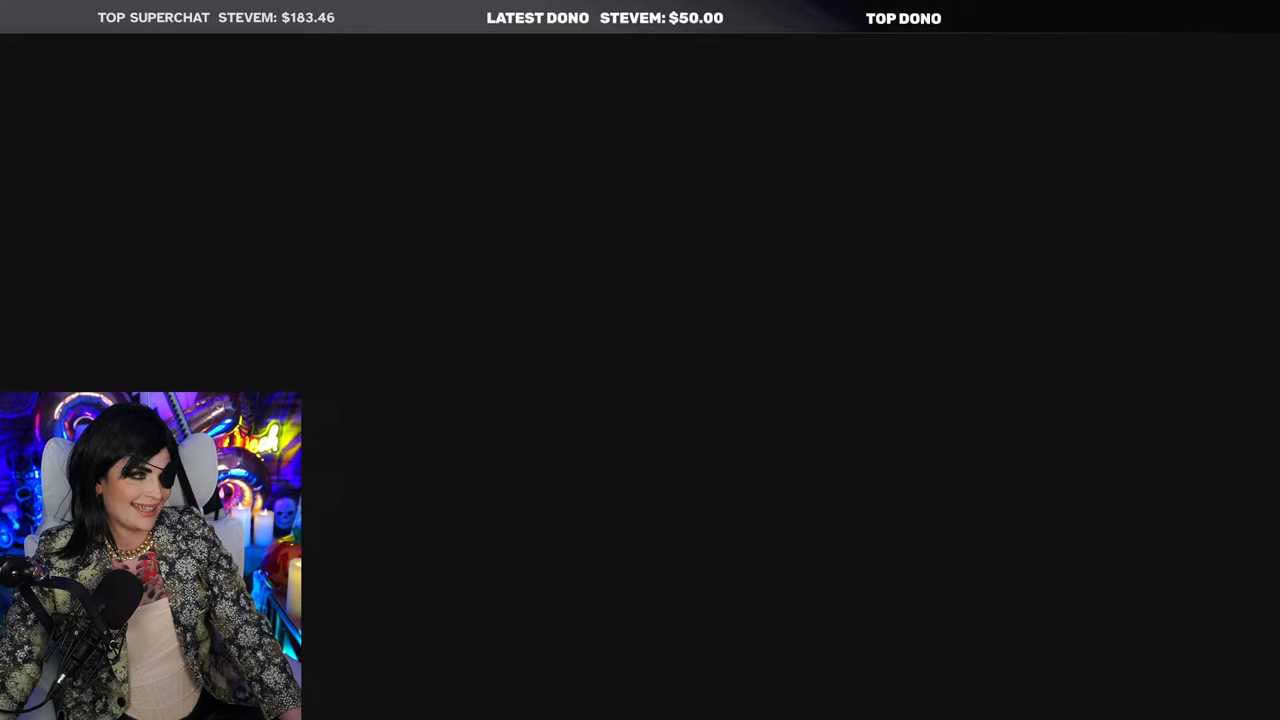 TOP SUPERCHAT STEVEM: $183.46
LATEST DONO STEVEM: $50.00
TOP DONO